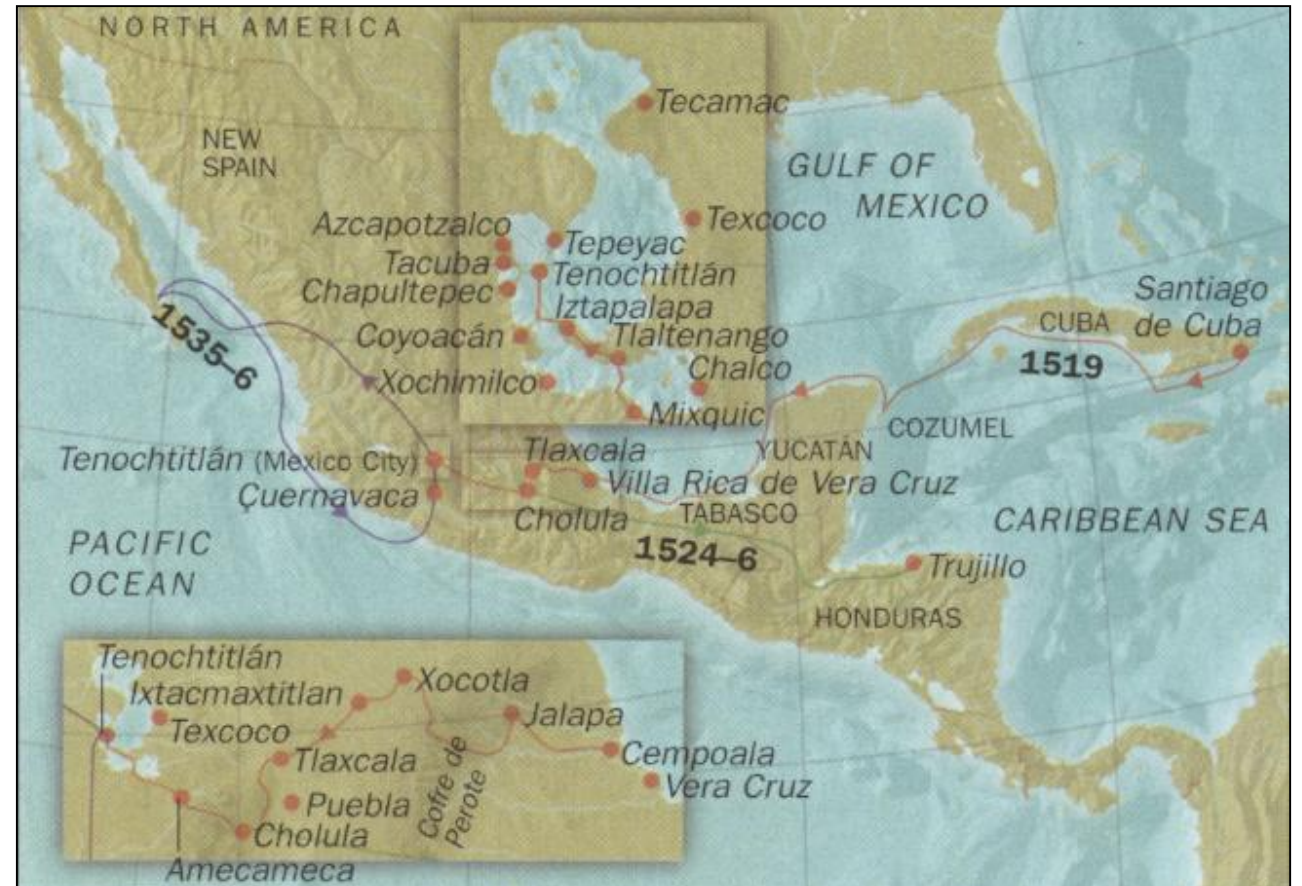 NORTH AMERICA
NEW
SPAIN
Tecamac
GULF OF
MEXICO
Azcapotzalco
Texcoco
Tepeyac
Tacuba
Tenochtitlán
Chapultepec
Iztapalapa
Santiago
de Cuba
CUBA
1519
1535–6
Coyoacán
Tlaltenango
Chalco
Xochimilco
Mixquic
COZUMEL
YUCATÁN
Tlaxcala
Tenochtitlán (Mexico City)
Villa Rica de Vera Cruz
Çuernavaca
Cholula
TABASCO
CARIBBEAN SEA
PACIFIC
OCEAN
1524–6
Trujillo
HONDURAS
Tenochtitlán
Ixtacmaxtitlan
Xocotla
Texcoco
Jalapa
Tlaxcala
Cofre de
Perote
Cempoala
Vera Cruz
Puebla
Cholula
Amecameca